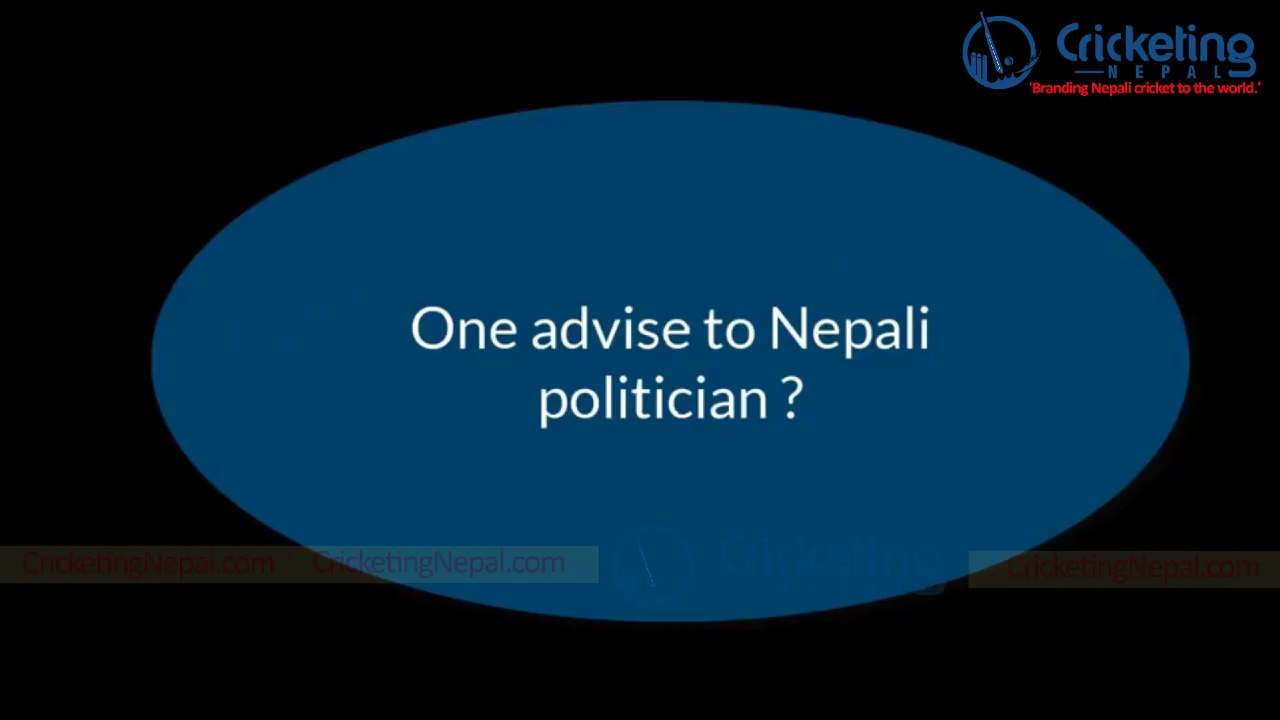 Cricketing
NEPAL
'Branding Nepali cricket to the world.'
One advise to Nepali
politician ?
CricketingNepal.com CricketingNepal.com Cricketing CricketingNepal.com